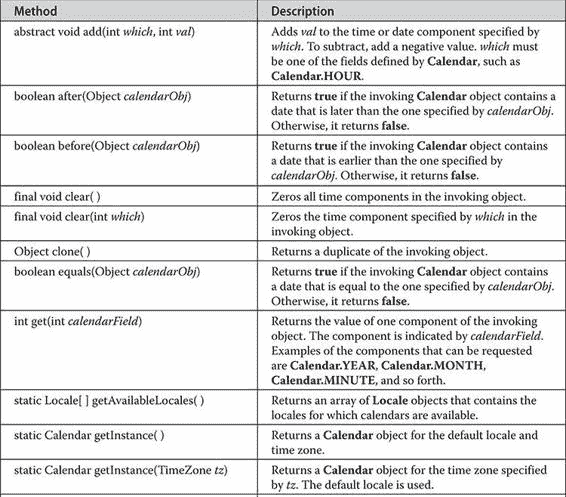 Method Description
abstract void add(int which, int val) Adds val to the time or date component specified by
which. To subtract, add a negative value. which must
be one of the fields defined by Calendar, such as
Calendar.HOUR.
boolean after(Object calendarObj) Returns true if the invoking Calendar object contains a
date that is later than the one specified by calendarObj.
Otherwise, it returns false.
boolean before(Object calendarObj) Returns true if the invoking Calendar object contains
a date that is earlier than the one specified by
calendarObj. Otherwise, it returns false.
final void clear( ) Zeros all time components in the invoking object.
final void clear(int which) Zeros the time component specified by which in the
invoking object.
Object clone( ) Returns a duplicate of the invoking object.
boolean equals(Object calendarObj) Returns true if the invoking Calendar object contains
a date that is equal to the one specified by calendarObj.
Otherwise, it returns false.
int get(int calendarField) Returns the value of one component of the invoking
object. The component is indicated by calendarField.
Examples of the components that can be requested
are Calendar.YEAR, Calendar.MONTH,
Calendar.MINUTE, and so forth.
static Locale[ ] getAvailableLocales( ) Returns an array of Locale objects that contains the
locales for which calendars are available.
static Calendar getInstance( ) Returns a Calendar object for the default locale and
time zone.
static Calendar getInstance(TimeZone tz) Returns a Calendar object for the time zone specified
by tz. The default locale is used.